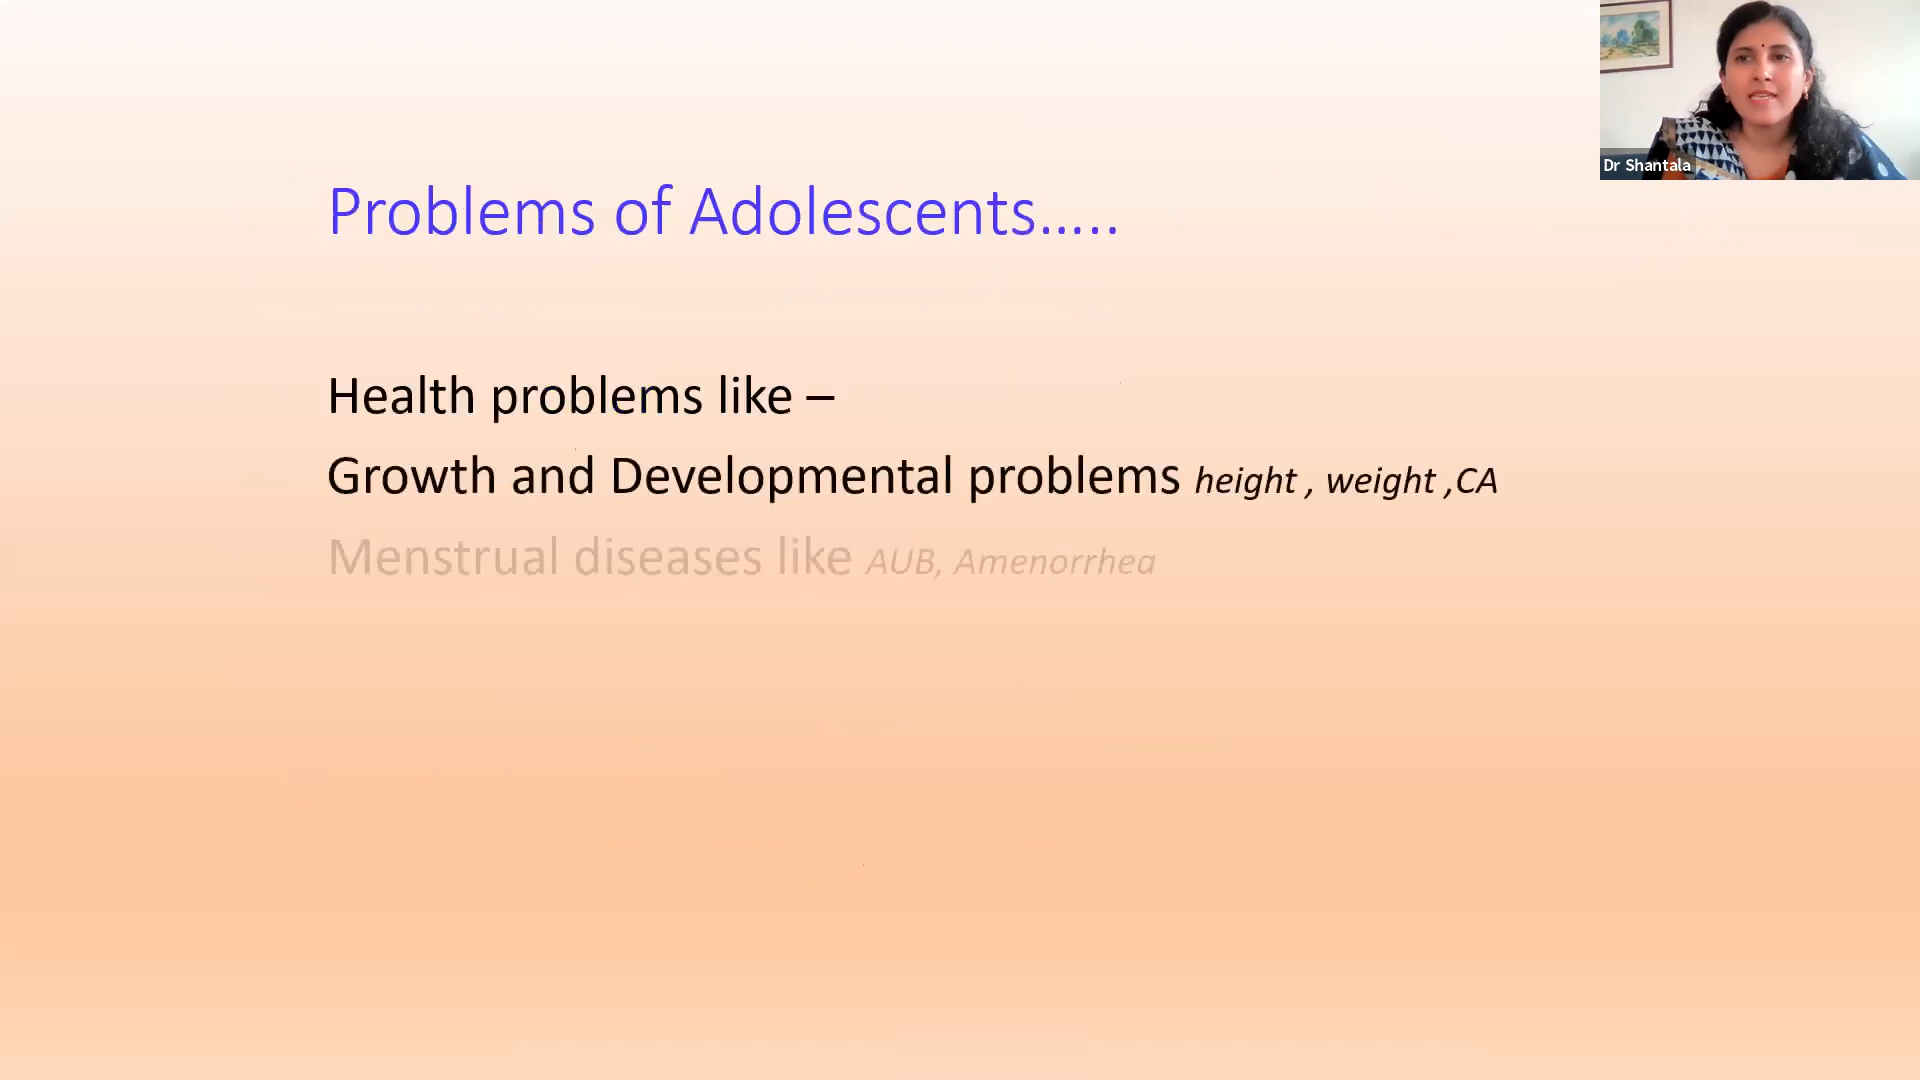 Dr Shantala
Problems of Adolescents…..
Health problems like –
Growth and Developmental problems height , weight ,CA
Menstrual diseases like AUB, Amenorrhea